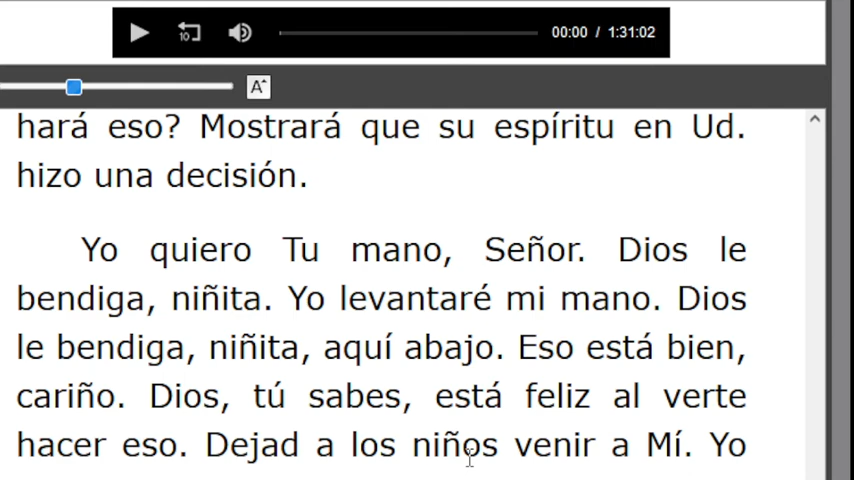 10
00:00 / 1:31:02
A
hará eso? Mostrará que su espíritu en Ud.
hizo una decisión.
Yo quiero Tu mano, Señor. Dios le
bendiga, niñita. Yo levantaré mi mano. Dios
le bendiga, niñita, aquí abajo. Eso está bien,
cariño. Dios, tú sabes, está feliz al verte
hacer eso. Dejad a los niños venir a Mí. Yo